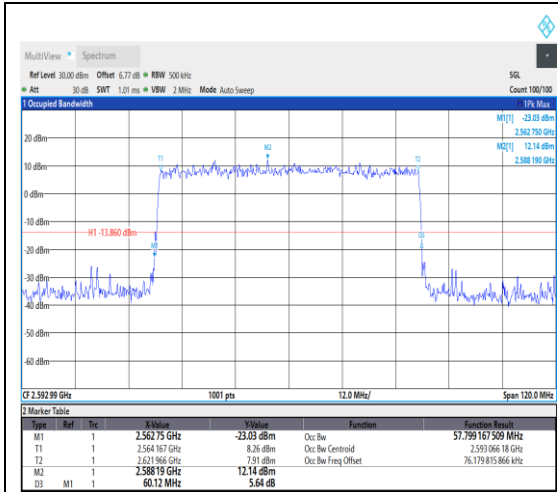 MultiView Spectrum
Ref Level 30.00 dBm Offset 6.77 dB RBW 500 kHz SGL
Att 30 dB SWT 1.01 ms VBW 2 MHz Mode Auto Sweep Count 100/100
1 Occupied Bandwidth 1Pk Max
M1[1] -23.03 dBm
2.562 750 GHz
M2[1] 12.14 dBm
2.588 190 GHz
20 dBm
M2
T1 T2
10 dBm
0 dBm
-10 dBm
H1 -13.860 dBm
D3
-20 dBm
M1
-30 dBm
-40 dBm
-50 dBm
-60 dBm
CF 2.592 99 GHz 1001 pts 12.0 MHz/ Span 120.0 MHz
2 Marker Table
Type Ref Trc X-Value Y-Value Function Function Result
M1 1 2.562 75 GHz -23.03 dBm Occ Bw 57.799 167 509 MHz
T1 1 2.564 167 GHz 8.26 dBm Occ Bw Centroid 2.593 066 18 GHz
T2 1 2.621 966 GHz 7.91 dBm Occ Bw Freq Offset 76.179 815 866 kHz
M2 1 2.588 19 GHz 12.14 dBm
D3 M1 1 60.12 MHz 5.64 dB